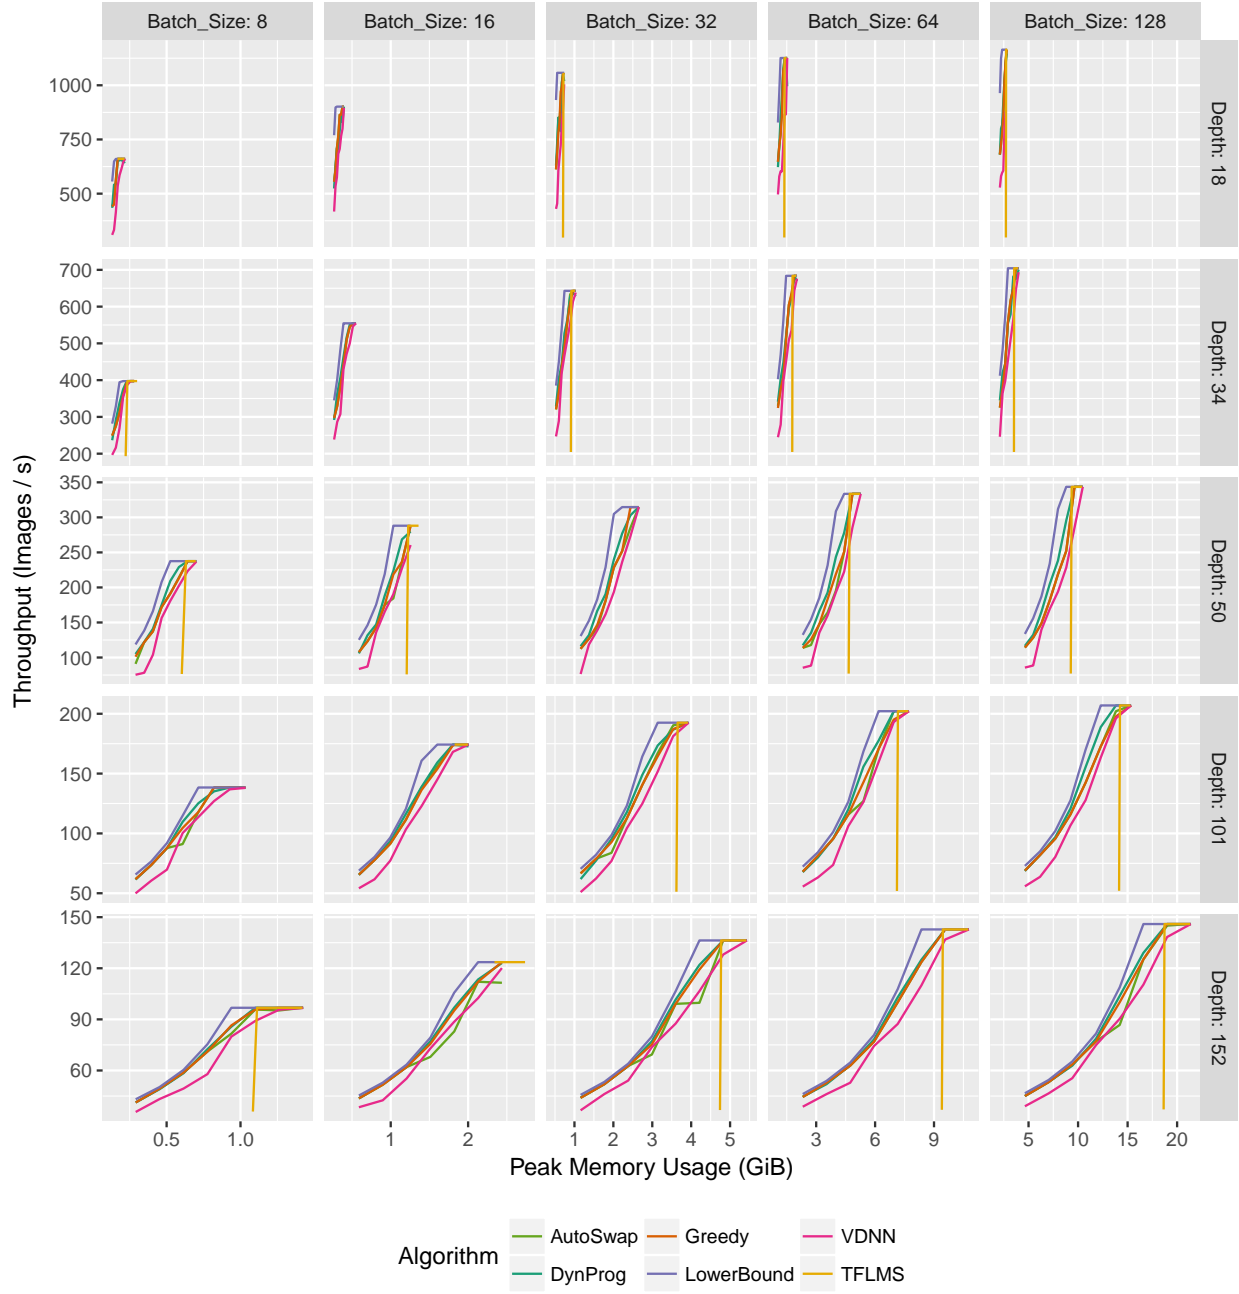 Batch_Size: 8
Batch_Size: 16
Batch_Size: 32
Batch_Size: 64
Batch_Size: 128
1000
750
500
Depth: 18
700
600
500
400
300
200
Depth: 34
350
300
250
200
150
100
Depth: 50
200
150
100
50
Depth: 101
150
120
90
60
Depth: 152
Throughput (Images / s)
0.5 1.0
1 2
1 2 3 4 5
3 6 9
5 10 15 20
Peak Memory Usage (GiB)
Algorithm
AutoSwap Greedy VDNN
DynProg LowerBound TFLMS